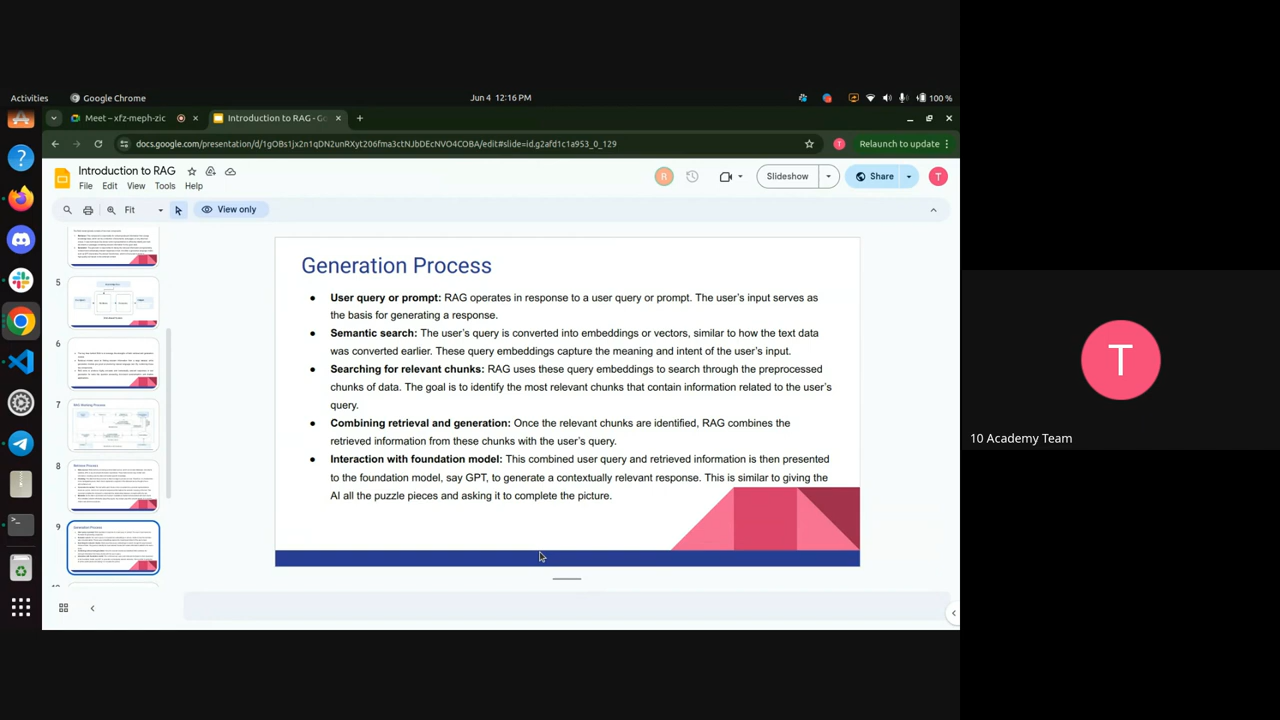 Activities
Google Chrome
Jun 4 12:16 PM
100 %
Meet – xfz-meph-zic
Introduction to RAG - Go
docs.google.com/presentation/d/1gOBs1jx2n1qDN2unRXyt206fma3ctNJbDEcNVO4COBA/edit#slide=id.g2afd1c1a953_0_129
T
Relaunch to update
Introduction to RAG
File Edit View Tools Help
R
Slideshow
Share
T
Fit
View only
5
6
7
RAG Working Process
8
Retrieval Process
9
Generation Process
Generation Process
● User query or prompt: RAG operates in response to a user query or prompt. The user's input serves as
the basis for generating a response.
● Semantic search: The user's query is converted into embeddings or vectors, similar to how the text data
was converted earlier. These query embeddings capture the meaning and intent of the user's input.
● Searching for relevant chunks: RAG uses these query embeddings to search through the preprocessed
chunks of data. The goal is to identify the most relevant chunks that contain information related to the user's
query.
● Combining retrieval and generation: Once the relevant chunks are identified, RAG combines the
retrieved information from these chunks with the user's query.
● Interaction with foundation model: This combined user query and retrieved information is then presented
to the foundation model, say GPT, to generate a contextually relevant response. This is similar to giving the
AI all the puzzle pieces and asking it to complete the picture.
T
10 Academy Team